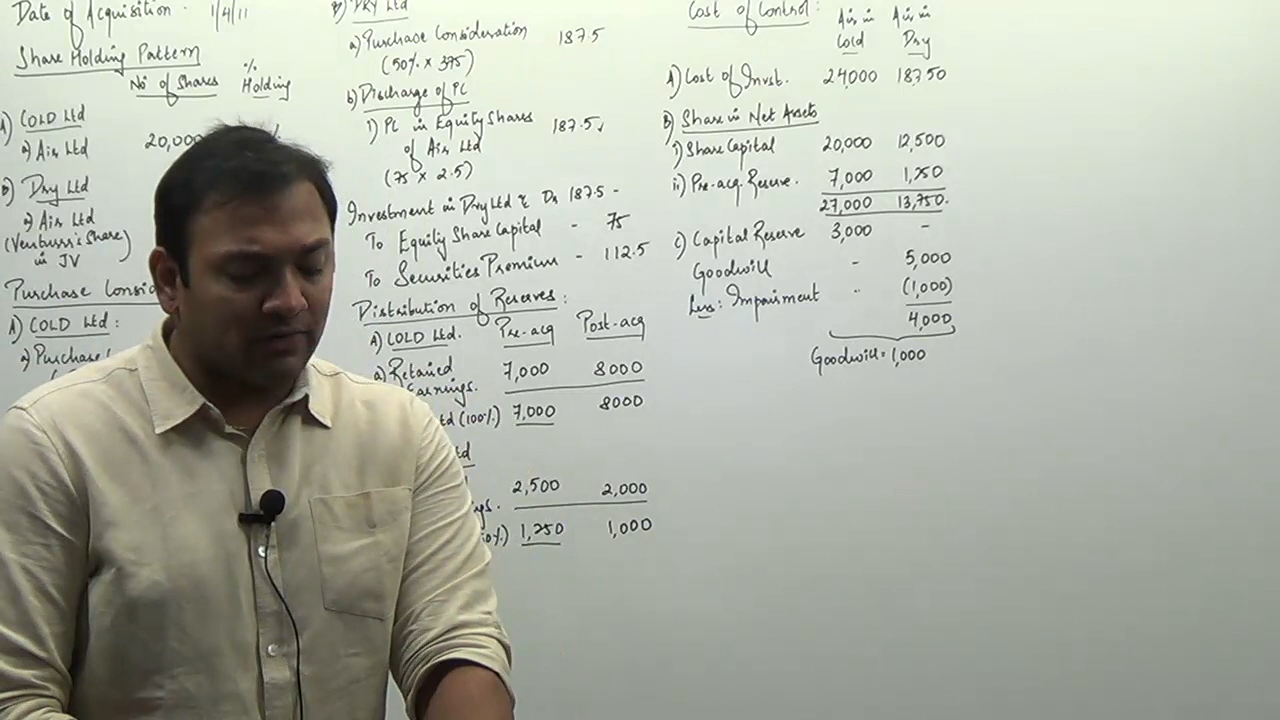 Date of Acquisition - 1/4/11
Share Holding Pattern
No of Shares % Holding
A) COLD Ltd
a) Air Ltd 20,000 %
B) Dry Ltd
a) Air Ltd
(Venturer's Share)
in JV
Purchase
A) COLD Ltd:
a) Purchase
B) DRY Ltd
a) Purchase Consideration 187.5
(50% x 375)
b) Discharge of PC
i) PC in Equity Shares 187.5
of Air Ltd
(75 x 2.5)
Investment in Dry Ltd Dr 187.5 -
To Equity Share Capital - 75
To Securities Premium - 112.5
Distribution of Reserves:
A) COLD Ltd. Pre-acq Post-acq
a) Retained 7,000 8000
Earnings.
(100%) 7,000 8000
2,500 2,000
1,250 1,000
Cost of Control:
Air in Cold Air in Dry
A) Cost of Invst. 24,000 18,750
B) Share in Net Assets
i) Share Capital 20,000 12,500
ii) Pre-acq. Reserve. 7,000 1,250
27,000 13,750.
C) Capital Reserve 3,000 -
Goodwill - 5,000
Less: Impairment - (1,000)
4,000
Goodwill = 1,000